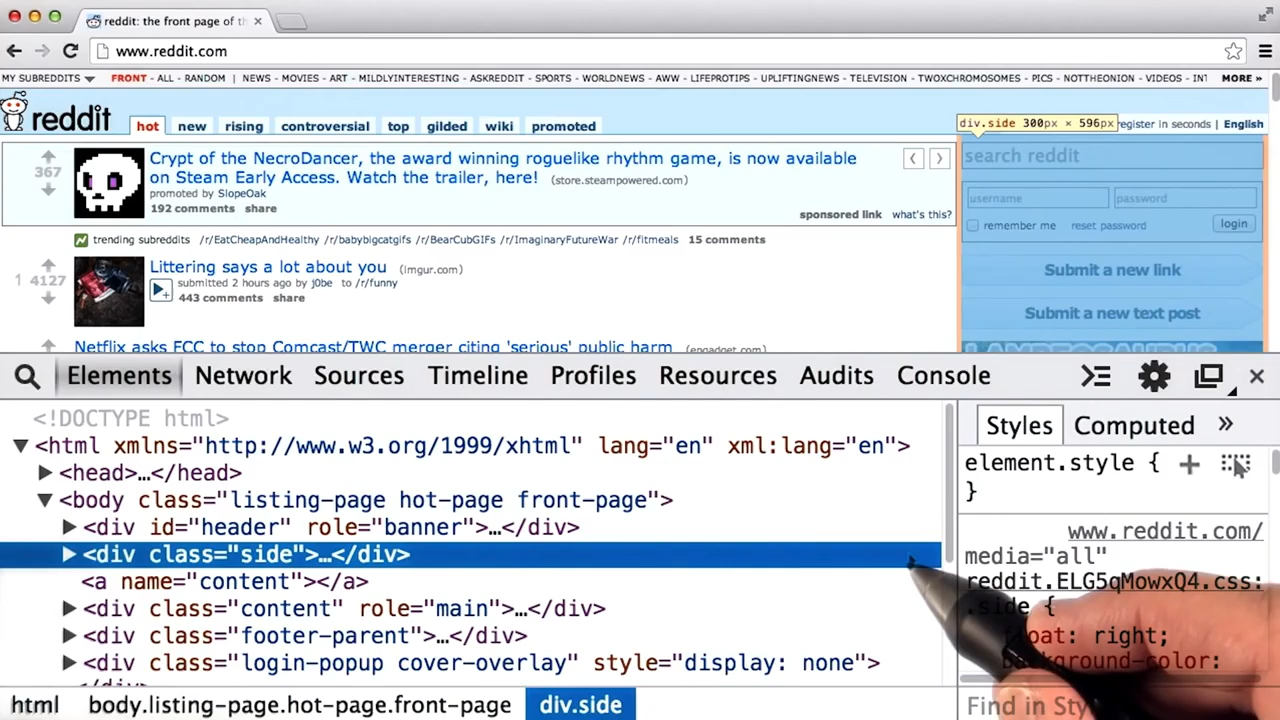 reddit: the front page of th
www.reddit.com
MY SUBREDDITS FRONT - ALL - RANDOM | NEWS - MOVIES - ART - MILDLYINTERESTING - ASKREDDIT - SPORTS - WORLDNEWS - AWW - LIFEPROTIPS - UPLIFTINGNEWS - TELEVISION - TWOXCHROMOSOMES - PICS - NOTTHEONION - VIDEOS - INT MORE »
reddit hot new rising controversial top gilded wiki promoted
div.side 300px × 596px register in seconds | English
search reddit
367
Crypt of the NecroDancer, the award winning roguelike rhythm game, is now available
on Steam Early Access. Watch the trailer, here! (store.steampowered.com)
promoted by SlopeOak
192 comments share
sponsored link what's this?
username password
remember me reset password login
trending subreddits /r/EatCheapAndHealthy /r/babybigcatgifs /r/BearCubGIFs /r/ImaginaryFutureWar /r/fitmeals 15 comments
1 4127
Littering says a lot about you (imgur.com)
submitted 2 hours ago by j0be to /r/funny
443 comments share
Submit a new link
Submit a new text post
Netflix asks FCC to stop Comcast/TWC merger citing 'serious' public harm (engadget.com)
Elements Network Sources Timeline Profiles Resources Audits Console
<!DOCTYPE html>
<html xmlns="http://www.w3.org/1999/xhtml" lang="en" xml:lang="en">
<head>…</head>
<body class="listing-page hot-page front-page">
<div id="header" role="banner">…</div>
<div class="side">…</div>
<a name="content"></a>
<div class="content" role="main">…</div>
<div class="footer-parent">…</div>
<div class="login-popup cover-overlay" style="display: none">
html body.listing-page.hot-page.front-page div.side
Styles Computed »
element.style {
}
www.reddit.com/
media="all"
reddit.ELG5qMowxQ4.css:
.side {
float: right;
background-color:
Find in Sty